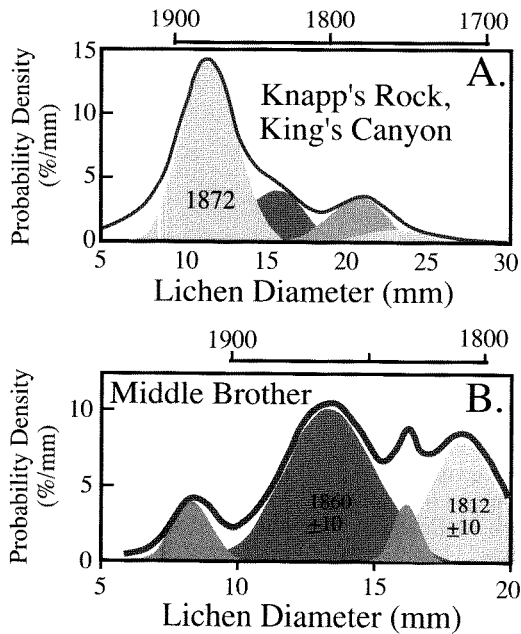 1900 1800 1700
A.
Knapp's Rock,
King's Canyon
Probability Density
(%/mm)
15
10
5
0
1872
5 10 15 20 25 30
Lichen Diameter (mm)
1900 1800
Middle Brother
B.
Probability Density
(%/mm)
10
5
0
1860
±10
1812
±10
5 10 15 20
Lichen Diameter (mm)